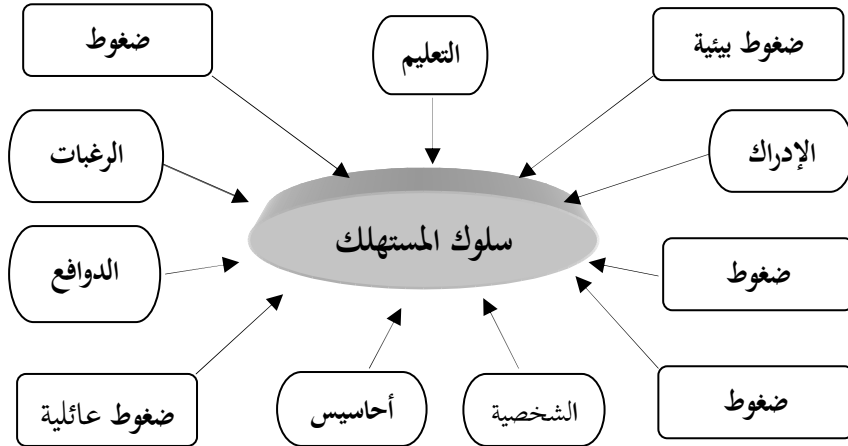 ضغوط بيئية
التعليم
ضغوط
الإدراك
الرغبات
سلوك المستهلك
ضغوط
الدوافع
ضغوط
الشخصية
أحاسيس
ضغوط عائلية